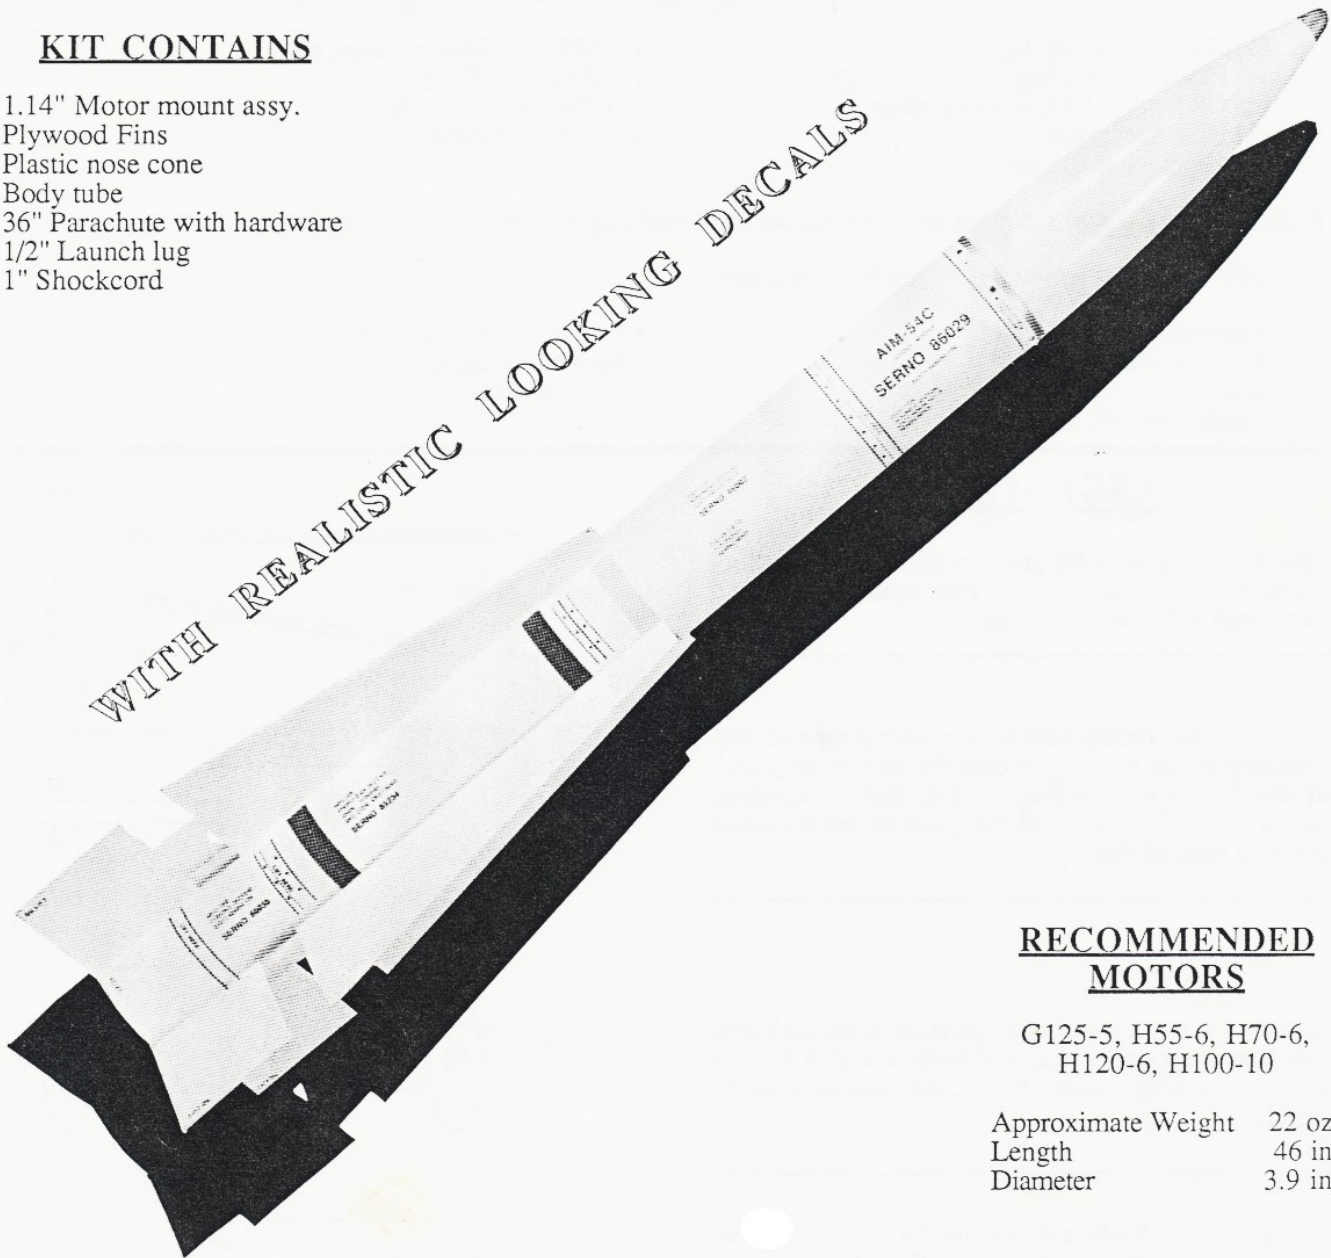 KIT CONTAINS
1.14" Motor mount assy.
Plywood Fins
Plastic nose cone
Body tube
36" Parachute with hardware
1/2" Launch lug
1" Shockcord
WITH REALISTIC LOOKING DECALS
AIM-54C
SERNO 86029
RECOMMENDED
MOTORS
G125-5, H55-6, H70-6,
H120-6, H100-10
Approximate Weight 22 oz
Length 46 in
Diameter 3.9 in